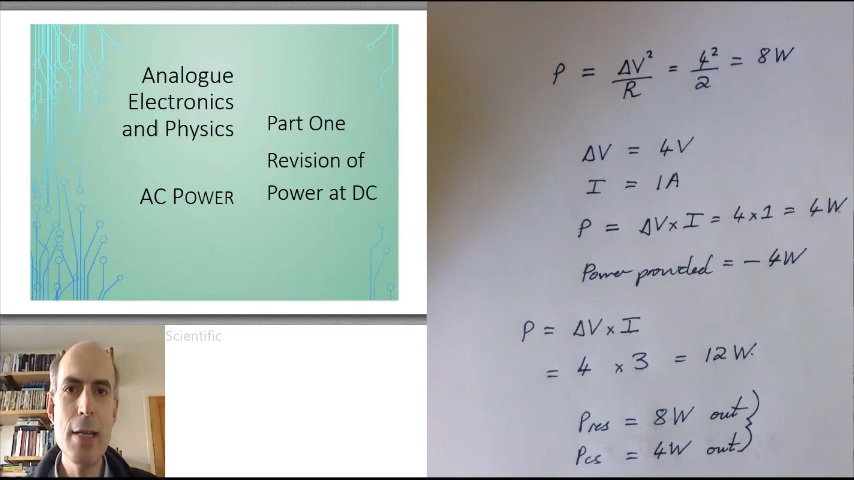 Analogue
Electronics
and Physics
AC POWER
Part One
Revision of
Power at DC
Scientific
P = ΔV²/R = 4²/2 = 8W
ΔV = 4V
I = 1A
P = ΔV×I = 4×1 = 4W
Power provided = -4W
P = ΔV×I
= 4 ×3 = 12W.
Pres = 8W out
Pcs = 4W out